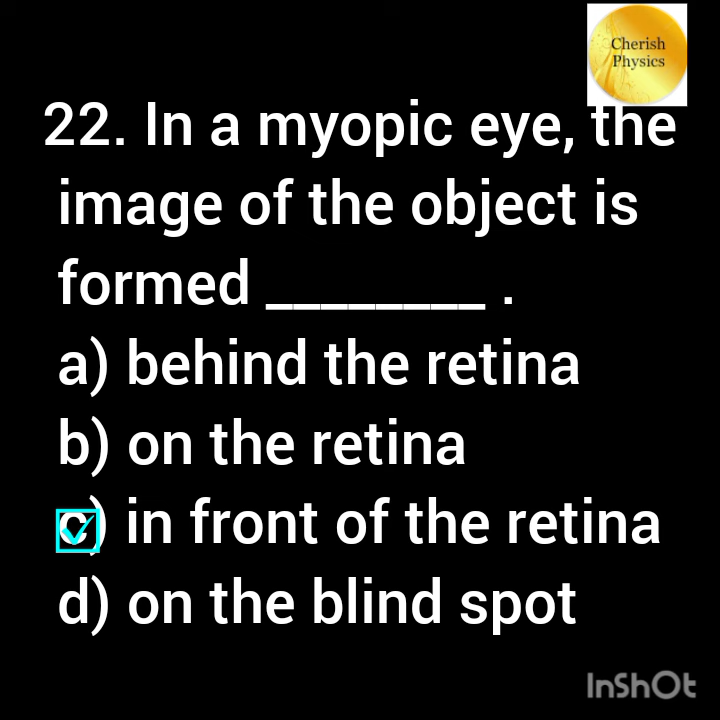 Cherish
Physics
22. In a myopic eye, the
image of the object is
formed ________ .
a) behind the retina
b) on the retina
c) in front of the retina
d) on the blind spot
InShOt